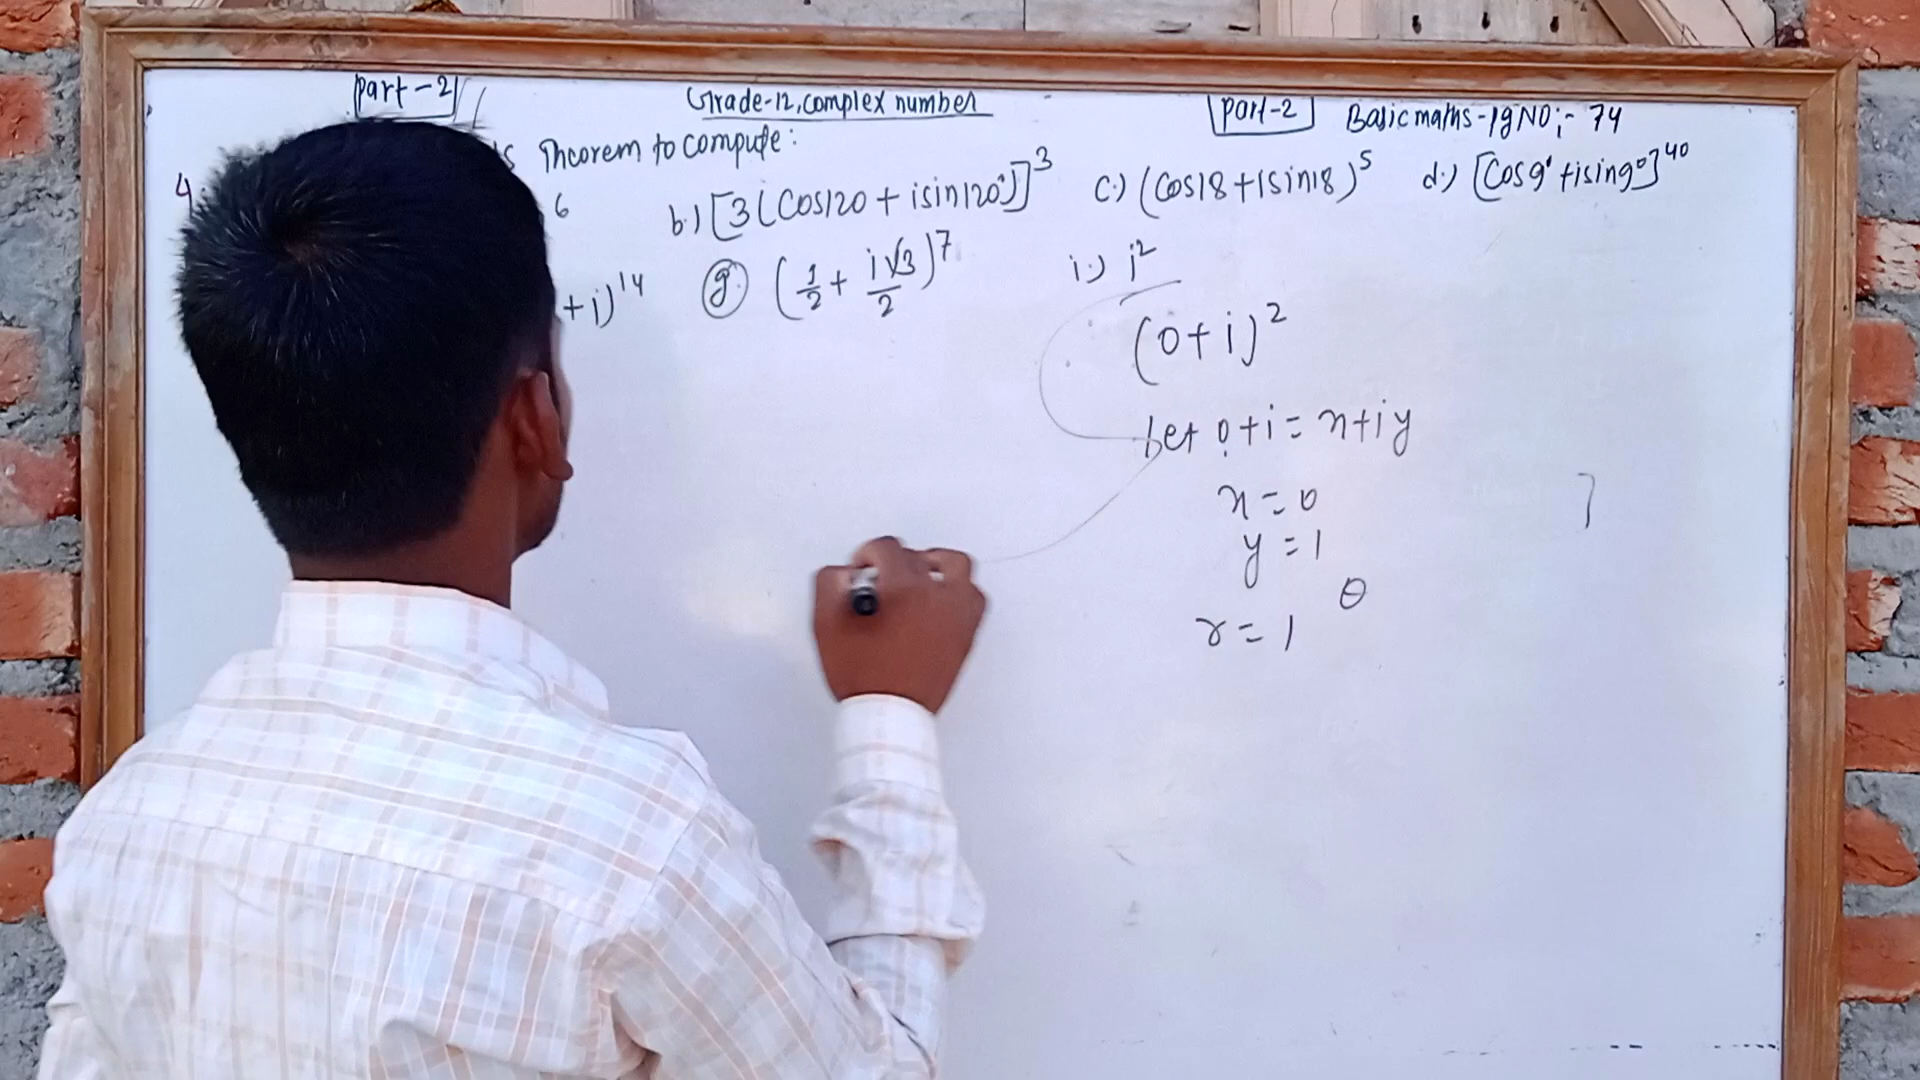 Part-2
Grade-12, complex number
part-2 Basic maths - pg NO;- 74
4. s Theorem to compute:
6 b.) [3(Cos120 + isin120°)]³ C.) (Cos18 + isin18)⁵ d.) [Cos9° + isin9°]⁴⁰
+ i)¹⁴ g. (1/2 + i√3/2)⁷ i.) i²
(0 + i)²
let 0 + i = x + iy
x = 0
y = 1
θ
r = 1